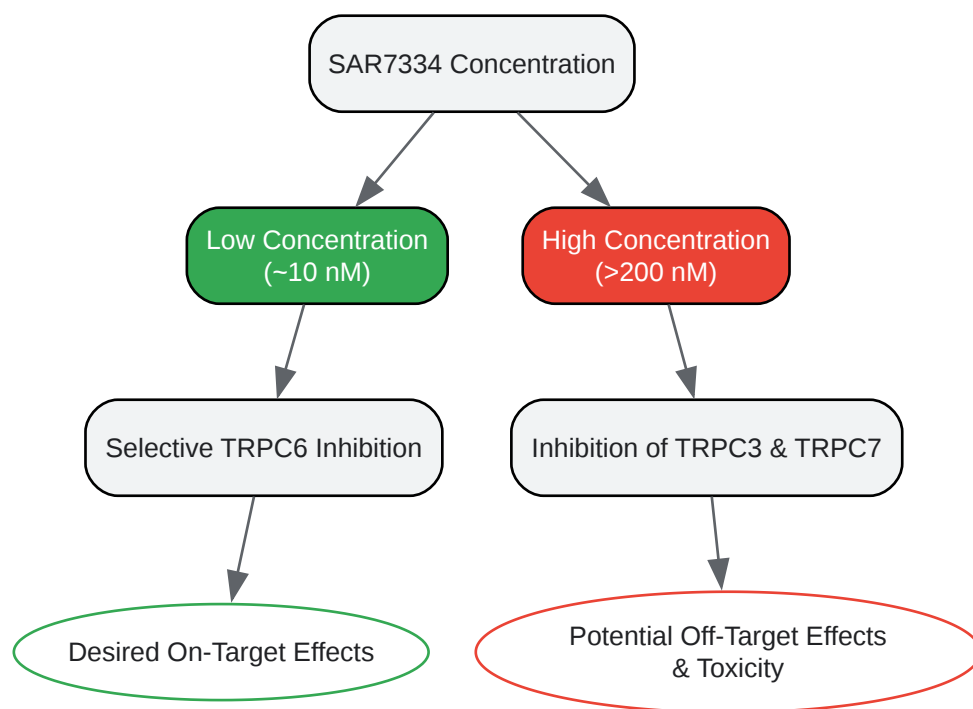 SAR7334 Concentration
Low Concentration
(~10 nM)
High Concentration
(>200 nM)
Selective TRPC6 Inhibition
Inhibition of TRPC3 & TRPC7
Desired On-Target Effects
Potential Off-Target Effects
& Toxicity